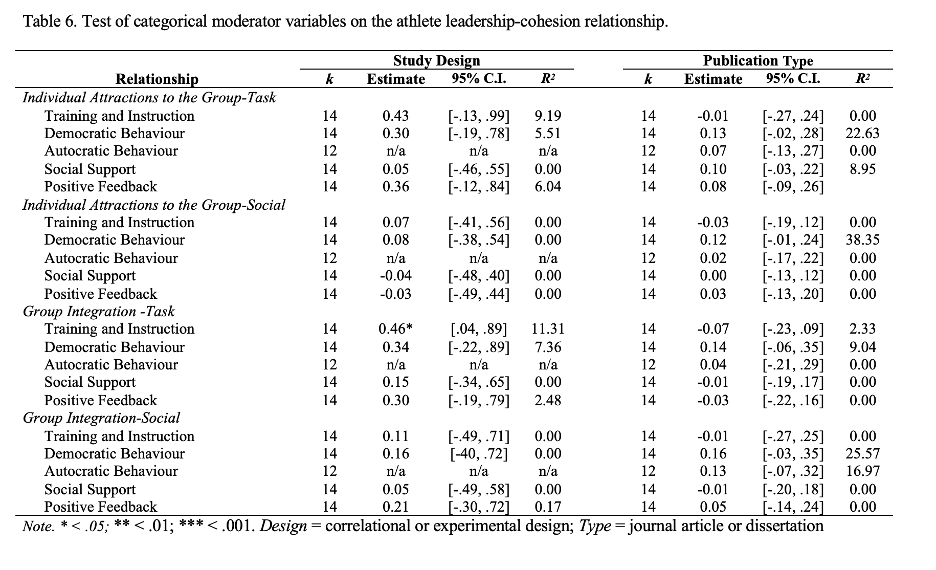 Table 6. Test of categorical moderator variables on the athlete leadership-cohesion relationship.
Study Design Publication Type
Relationship k Estimate 95% C.I. R² k Estimate 95% C.I. R²
Individual Attractions to the Group-Task
Training and Instruction 14 0.43 [-.13, .99] 9.19 14 -0.01 [-.27, .24] 0.00
Democratic Behaviour 14 0.30 [-.19, .78] 5.51 14 0.13 [-.02, .28] 22.63
Autocratic Behaviour 12 n/a n/a n/a 12 0.07 [-.13, .27] 0.00
Social Support 14 0.05 [-.46, .55] 0.00 14 0.10 [-.03, .22] 8.95
Positive Feedback 14 0.36 [-.12, .84] 6.04 14 0.08 [-.09, .26]
Individual Attractions to the Group-Social
Training and Instruction 14 0.07 [-.41, .56] 0.00 14 -0.03 [-.19, .12] 0.00
Democratic Behaviour 14 0.08 [-.38, .54] 0.00 14 0.12 [-.01, .24] 38.35
Autocratic Behaviour 12 n/a n/a n/a 12 0.02 [-.17, .22] 0.00
Social Support 14 -0.04 [-.48, .40] 0.00 14 0.00 [-.13, .12] 0.00
Positive Feedback 14 -0.03 [-.49, .44] 0.00 14 0.03 [-.13, .20] 0.00
Group Integration -Task
Training and Instruction 14 0.46* [.04, .89] 11.31 14 -0.07 [-.23, .09] 2.33
Democratic Behaviour 14 0.34 [-.22, .89] 7.36 14 0.14 [-.06, .35] 9.04
Autocratic Behaviour 12 n/a n/a n/a 12 0.04 [-.21, .29] 0.00
Social Support 14 0.15 [-.34, .65] 0.00 14 -0.01 [-.19, .17] 0.00
Positive Feedback 14 0.30 [-.19, .79] 2.48 14 -0.03 [-.22, .16] 0.00
Group Integration-Social
Training and Instruction 14 0.11 [-.49, .71] 0.00 14 -0.01 [-.27, .25] 0.00
Democratic Behaviour 14 0.16 [-40, .72] 0.00 14 0.16 [-.03, .35] 25.57
Autocratic Behaviour 12 n/a n/a n/a 12 0.13 [-.07, .32] 16.97
Social Support 14 0.05 [-.49, .58] 0.00 14 -0.01 [-.20, .18] 0.00
Positive Feedback 14 0.21 [-.30, .72] 0.17 14 0.05 [-.14, .24] 0.00
Note. * < .05; ** < .01; *** < .001. Design = correlational or experimental design; Type = journal article or dissertation